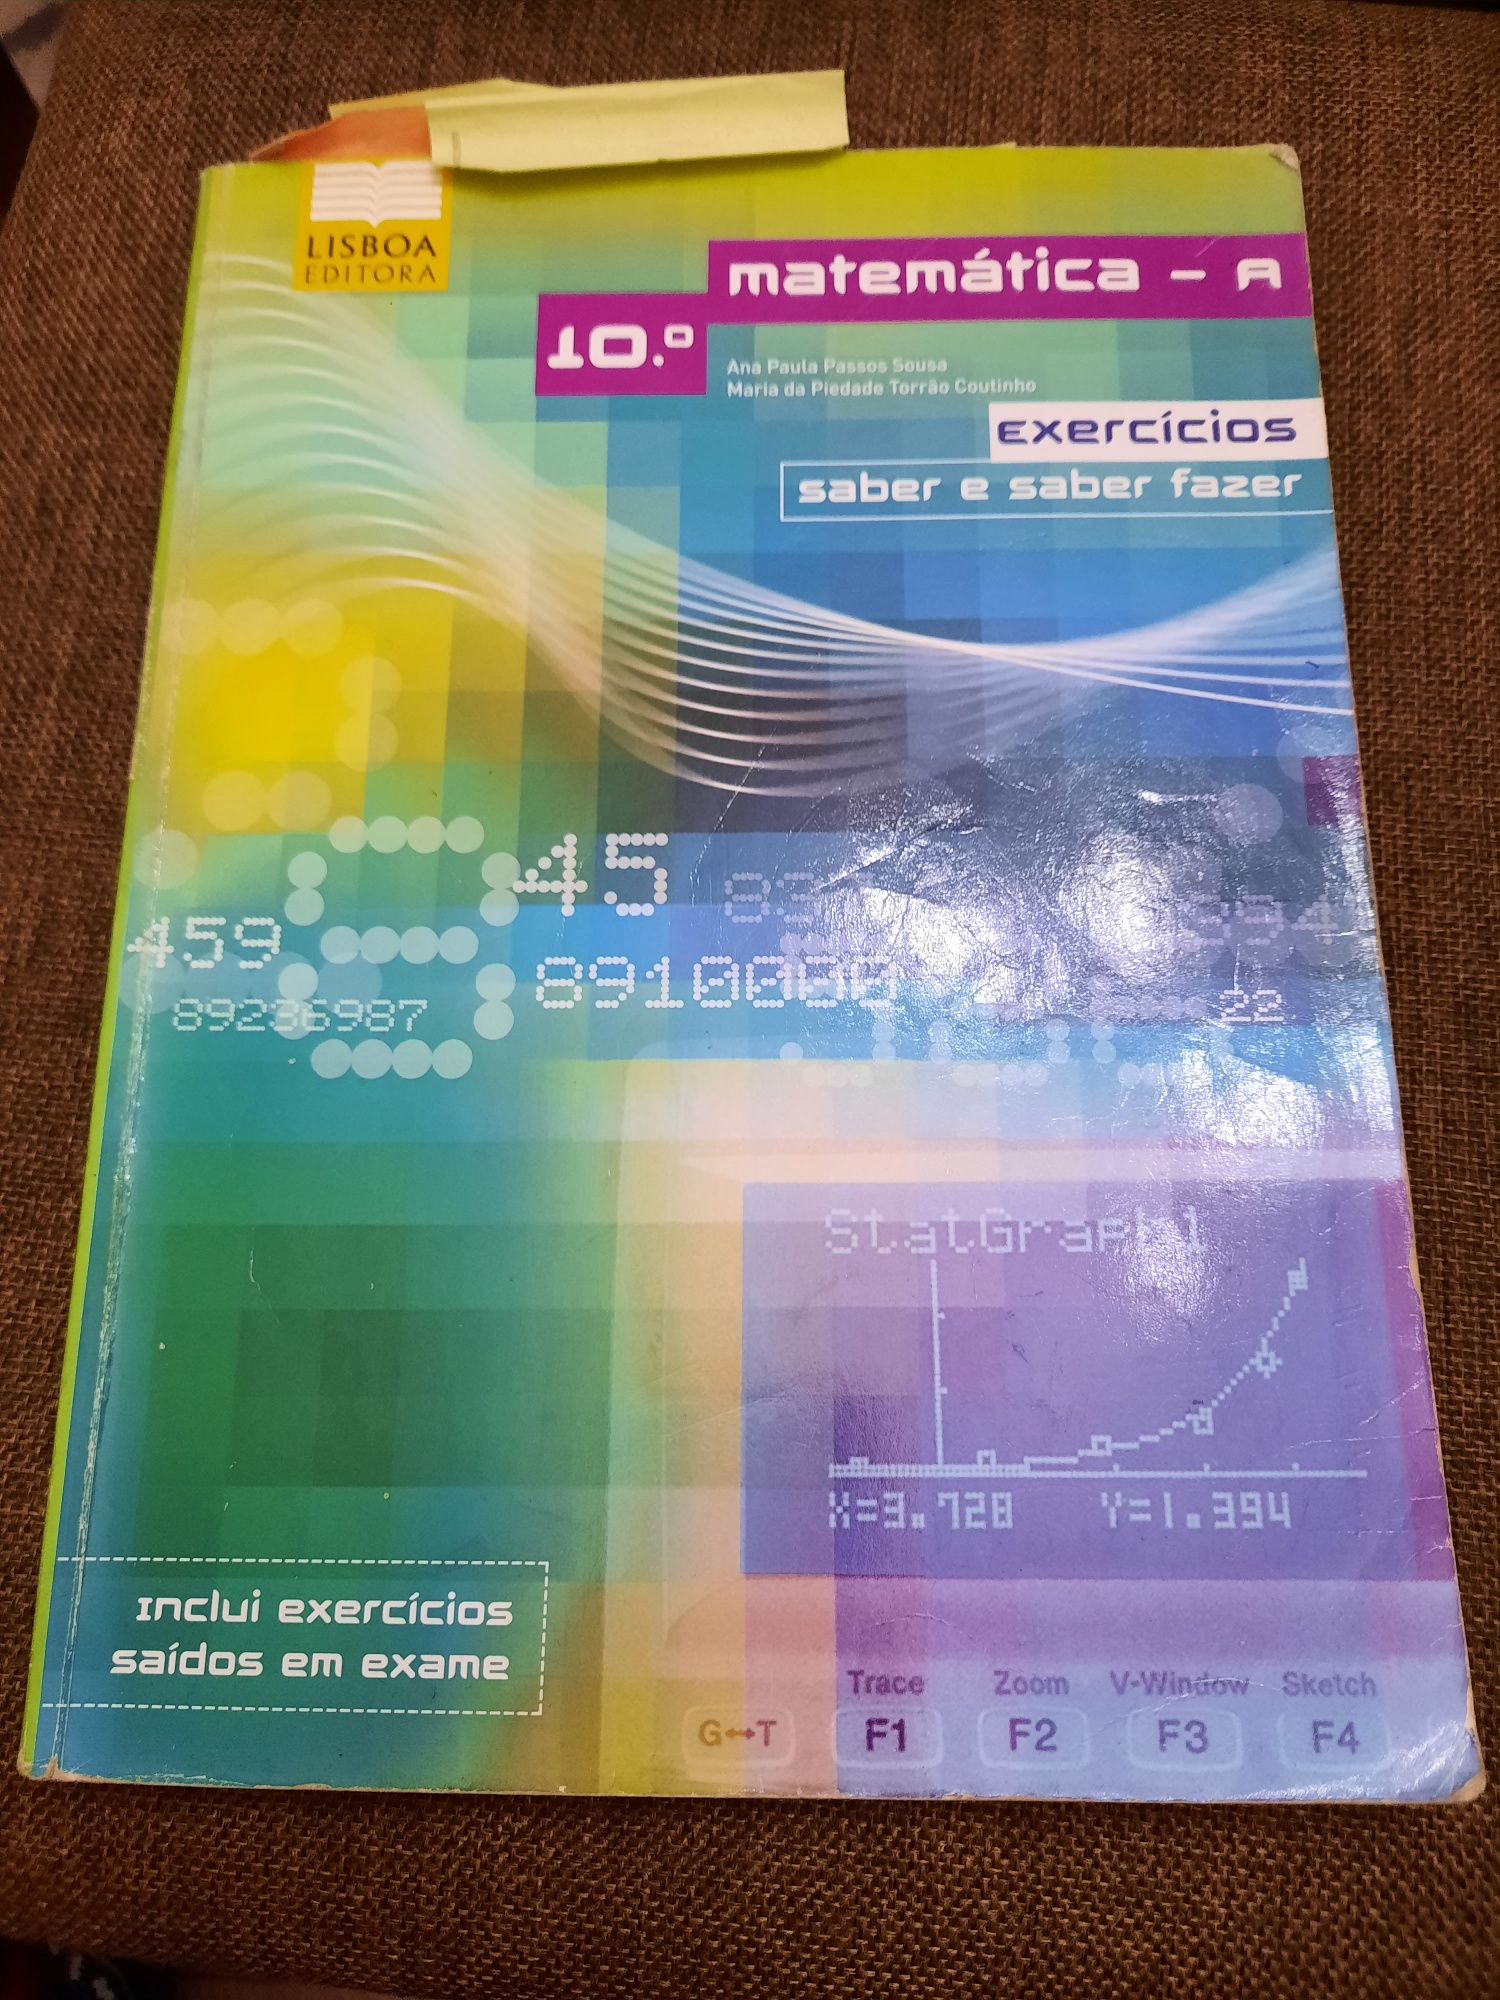 LISBOA
EDITORA
matemática - A
10.º
Ana Paula Passos Sousa
Maria da Piedade Torrão Coutinho
Exercícios
saber e saber fazer
45
459
8910000
89236987
22
StatGraph1
X=3.728 Y=1.394
Inclui exercícios
saídos em exame
Trace Zoom V-Window Sketch
G↔T F1 F2 F3 F4